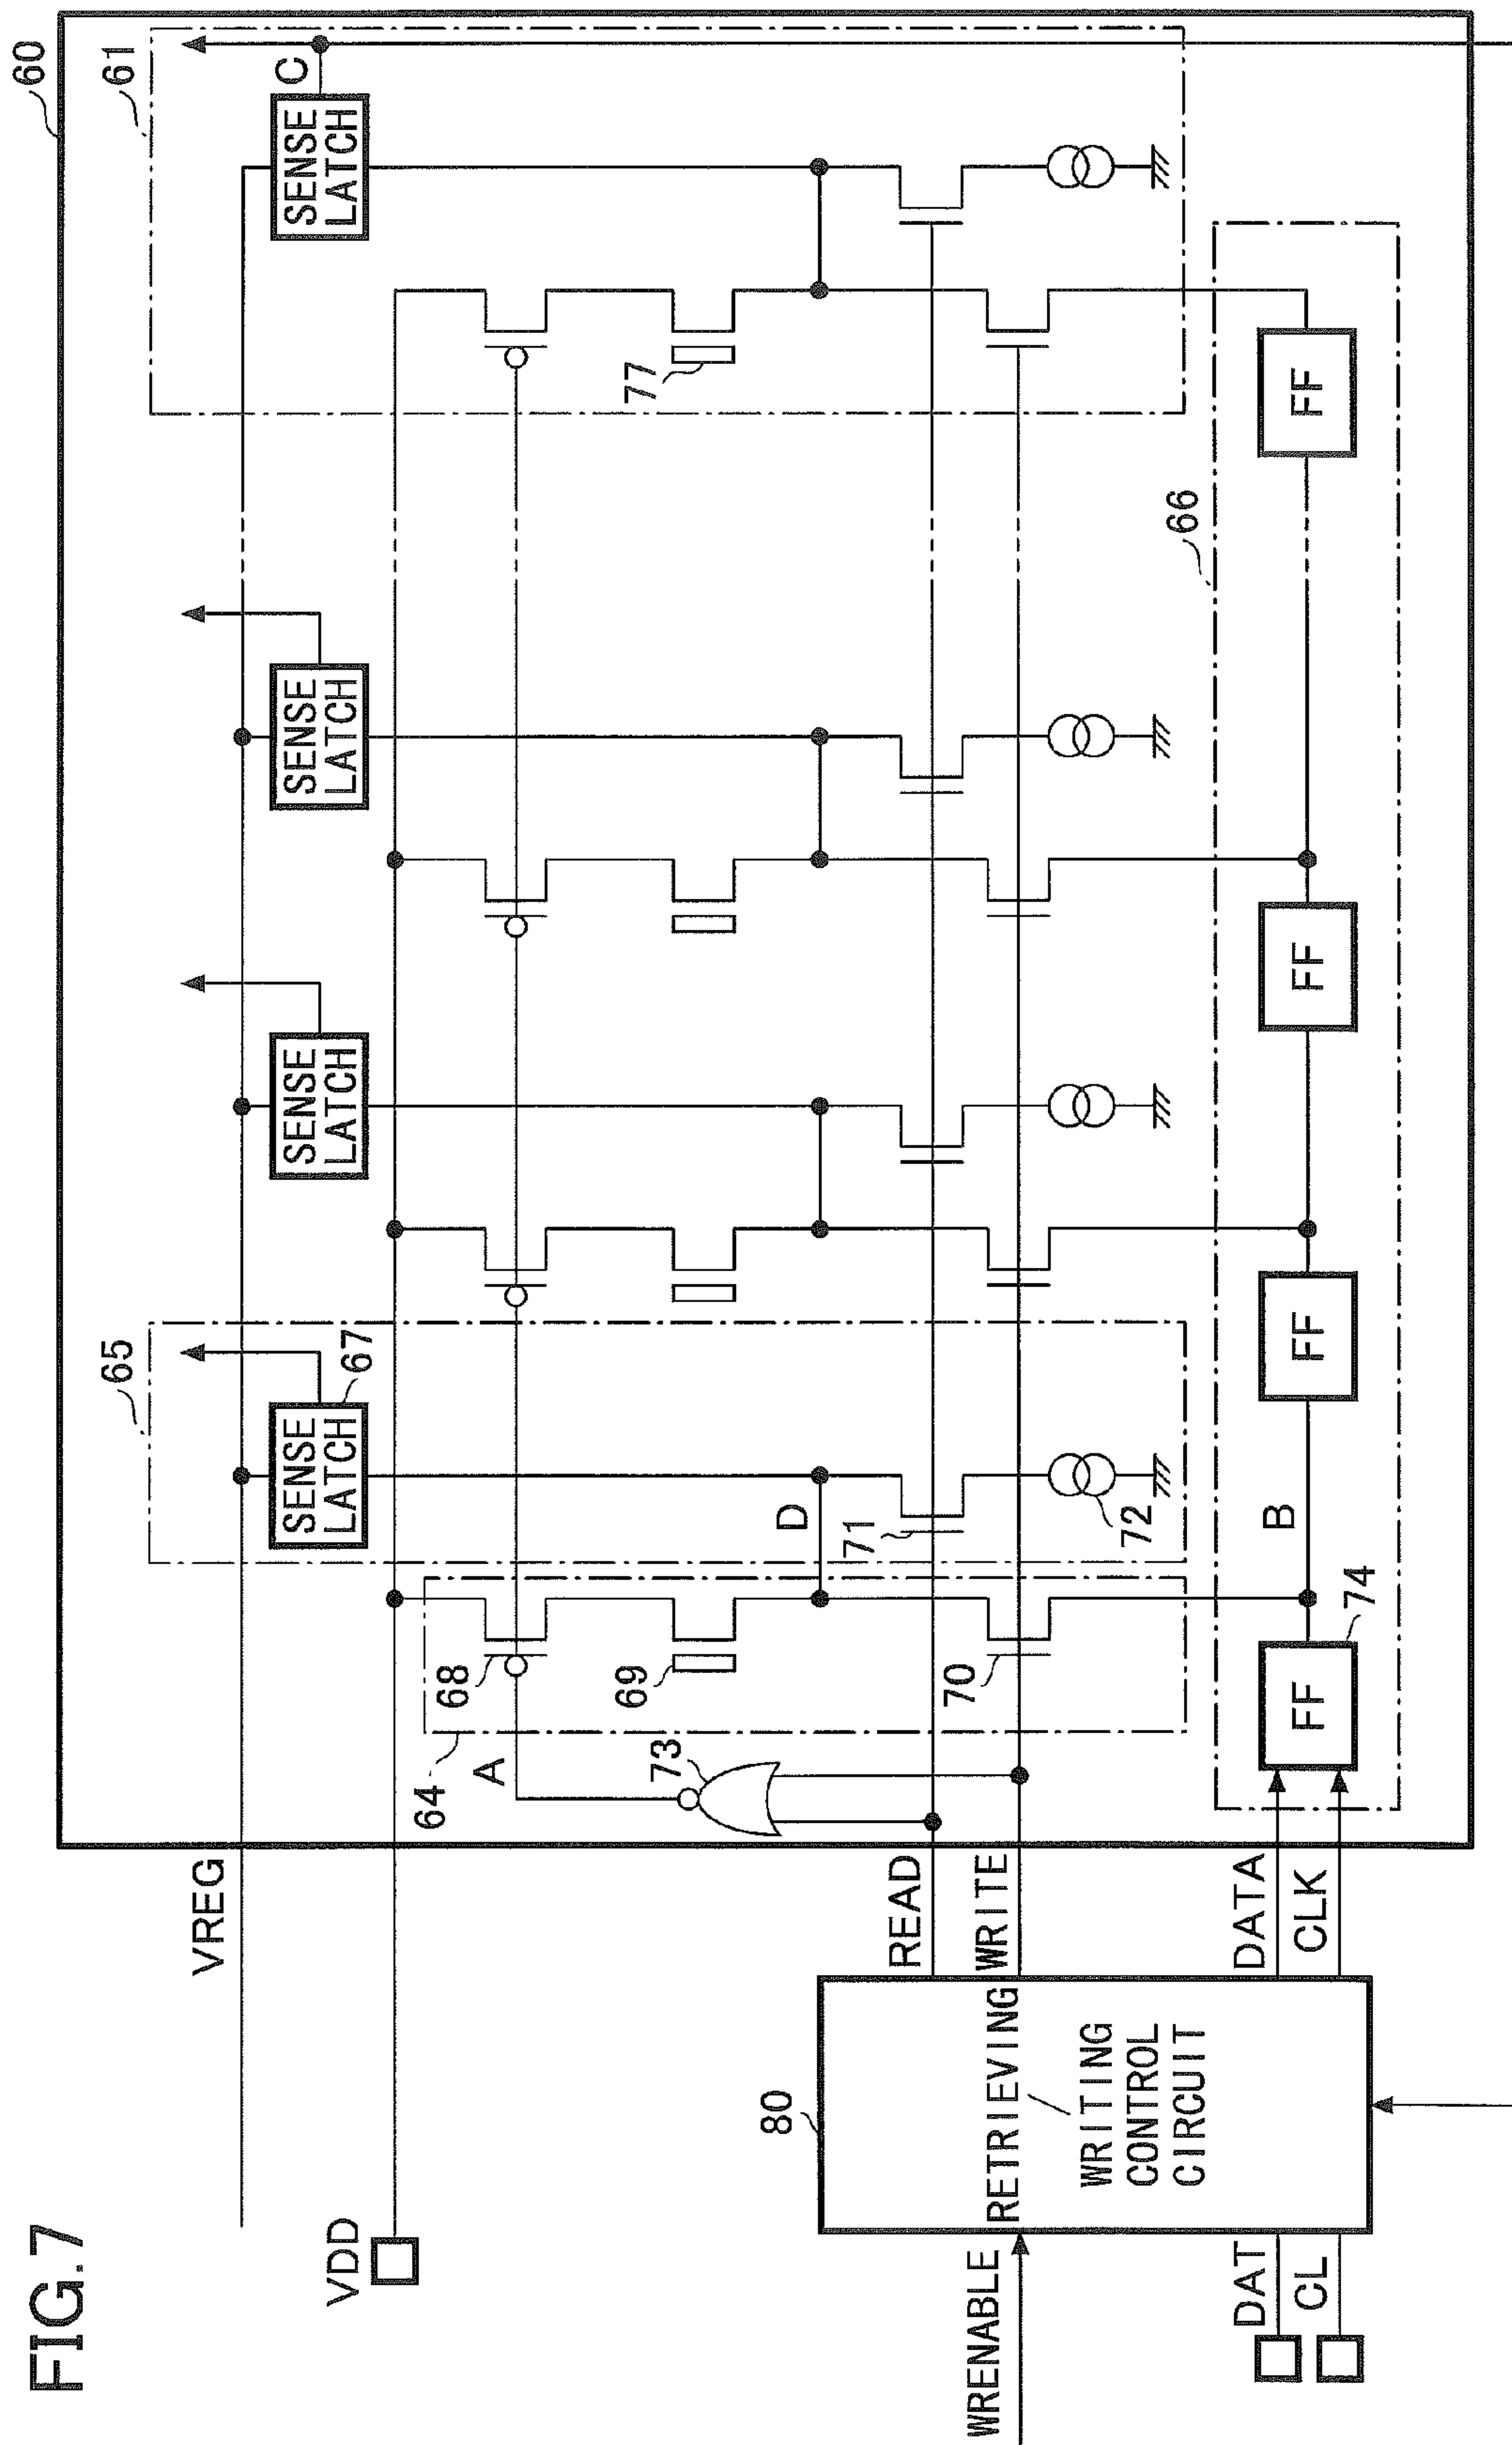 FIG.7
60
61
C
SENSE
LATCH
77
FF
66
SENSE
LATCH
FF
SENSE
LATCH
FF
65
SENSE
LATCH
67
D
71
72
B
68
69
70
64
A
73
FF
74
VREG
VDD
READ
WRITE
DATA
CLK
80
RETRIEVING
WRITING
CONTROL
CIRCUIT
WRENABLE
DAT
CL